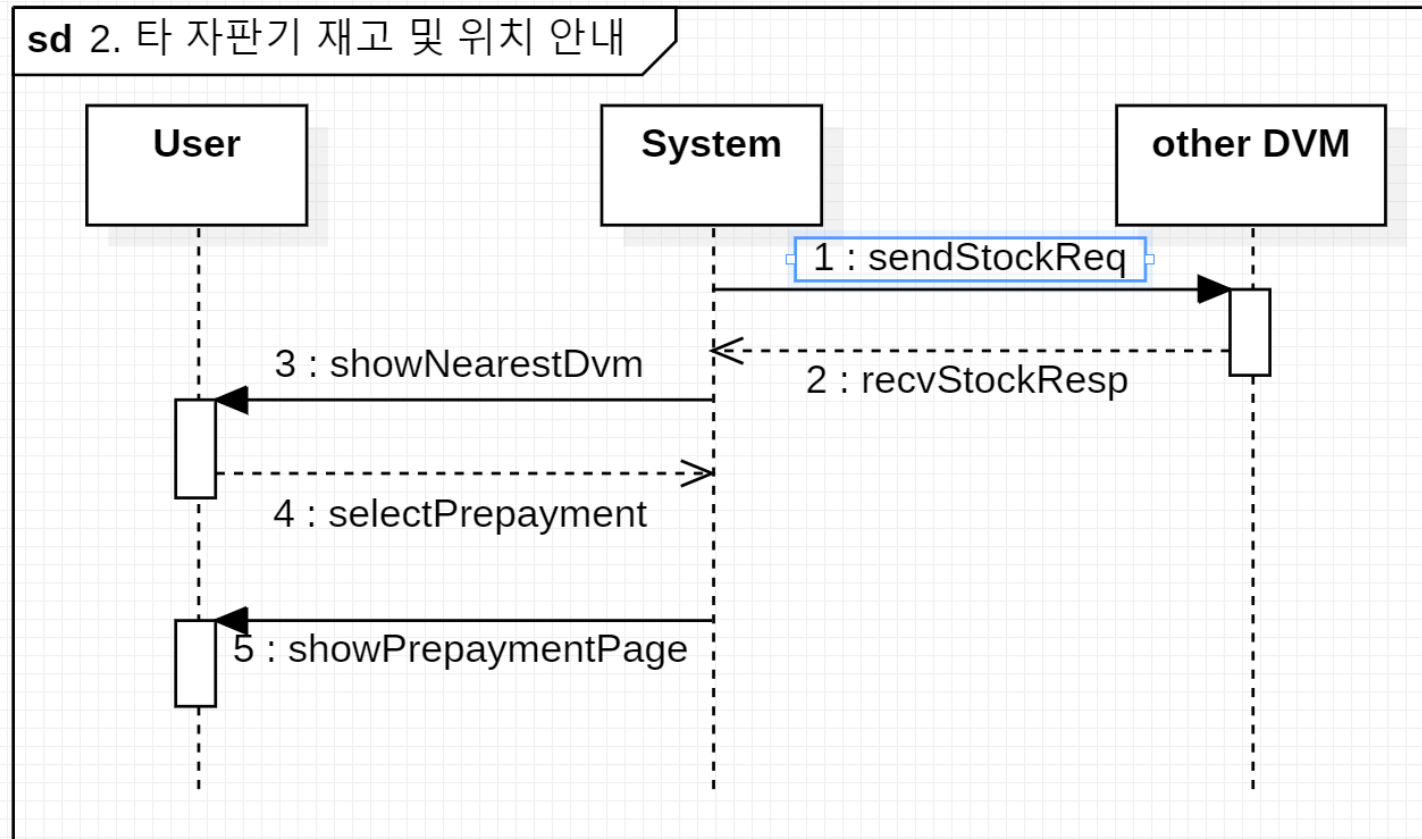 sd 2. 타 자판기 재고 및 위치 안내
User
System
other DVM
1 : sendStockReq
3 : showNearestDvm
2 : recvStockResp
4 : selectPrepayment
5 : showPrepaymentPage